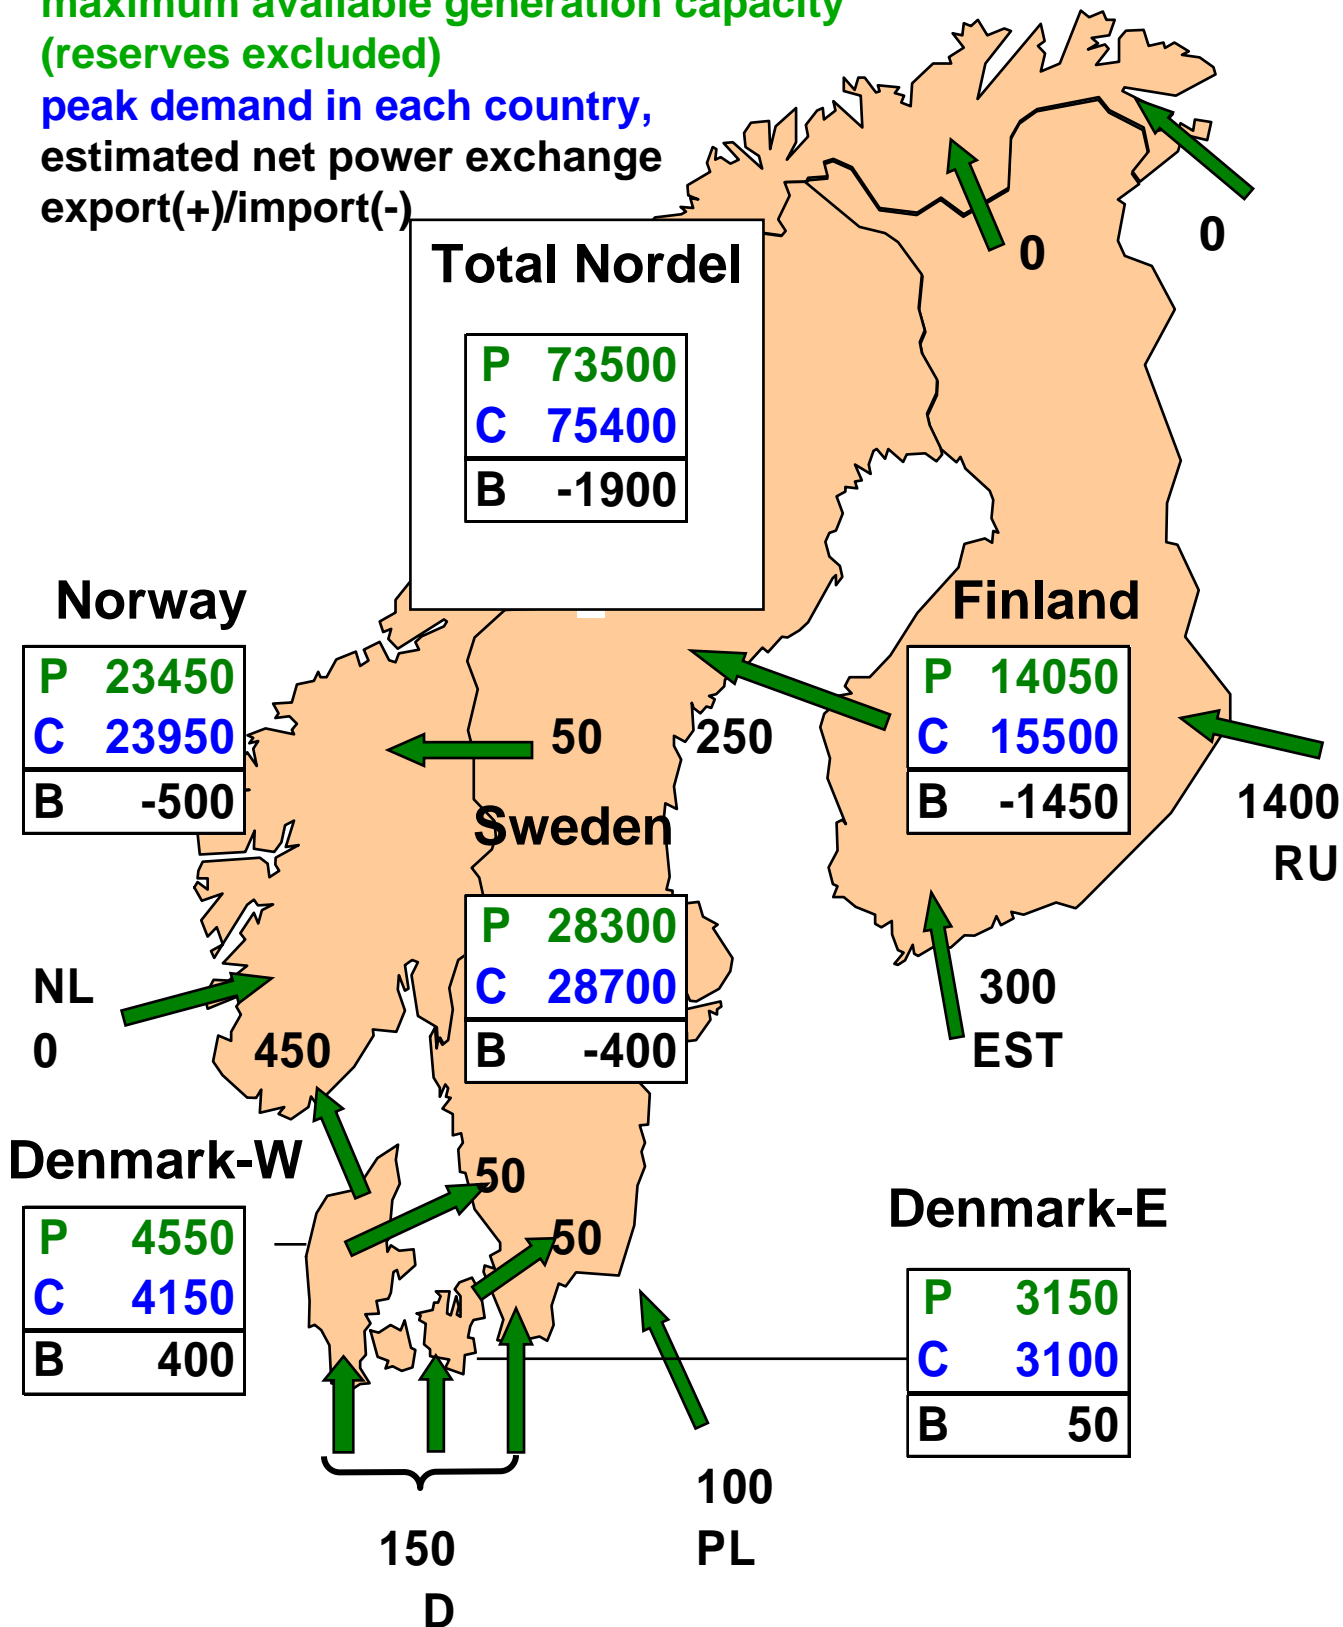 maximum available generation capacity
(reserves excluded)
peak demand in each country,
estimated net power exchange
export(+)/import(-)
0
0
Total Nordel
P 73500
C 75400
B -1900
Norway
P 23450
C 23950
B -500
Finland
P 14050
C 15500
B -1450
50
250
1400
RU
Sweden
P 28300
C 28700
B -400
NL
0
450
300
EST
Denmark-W
P 4550
C 4150
B 400
50
50
Denmark-E
P 3150
C 3100
B 50
100
PL
150
D